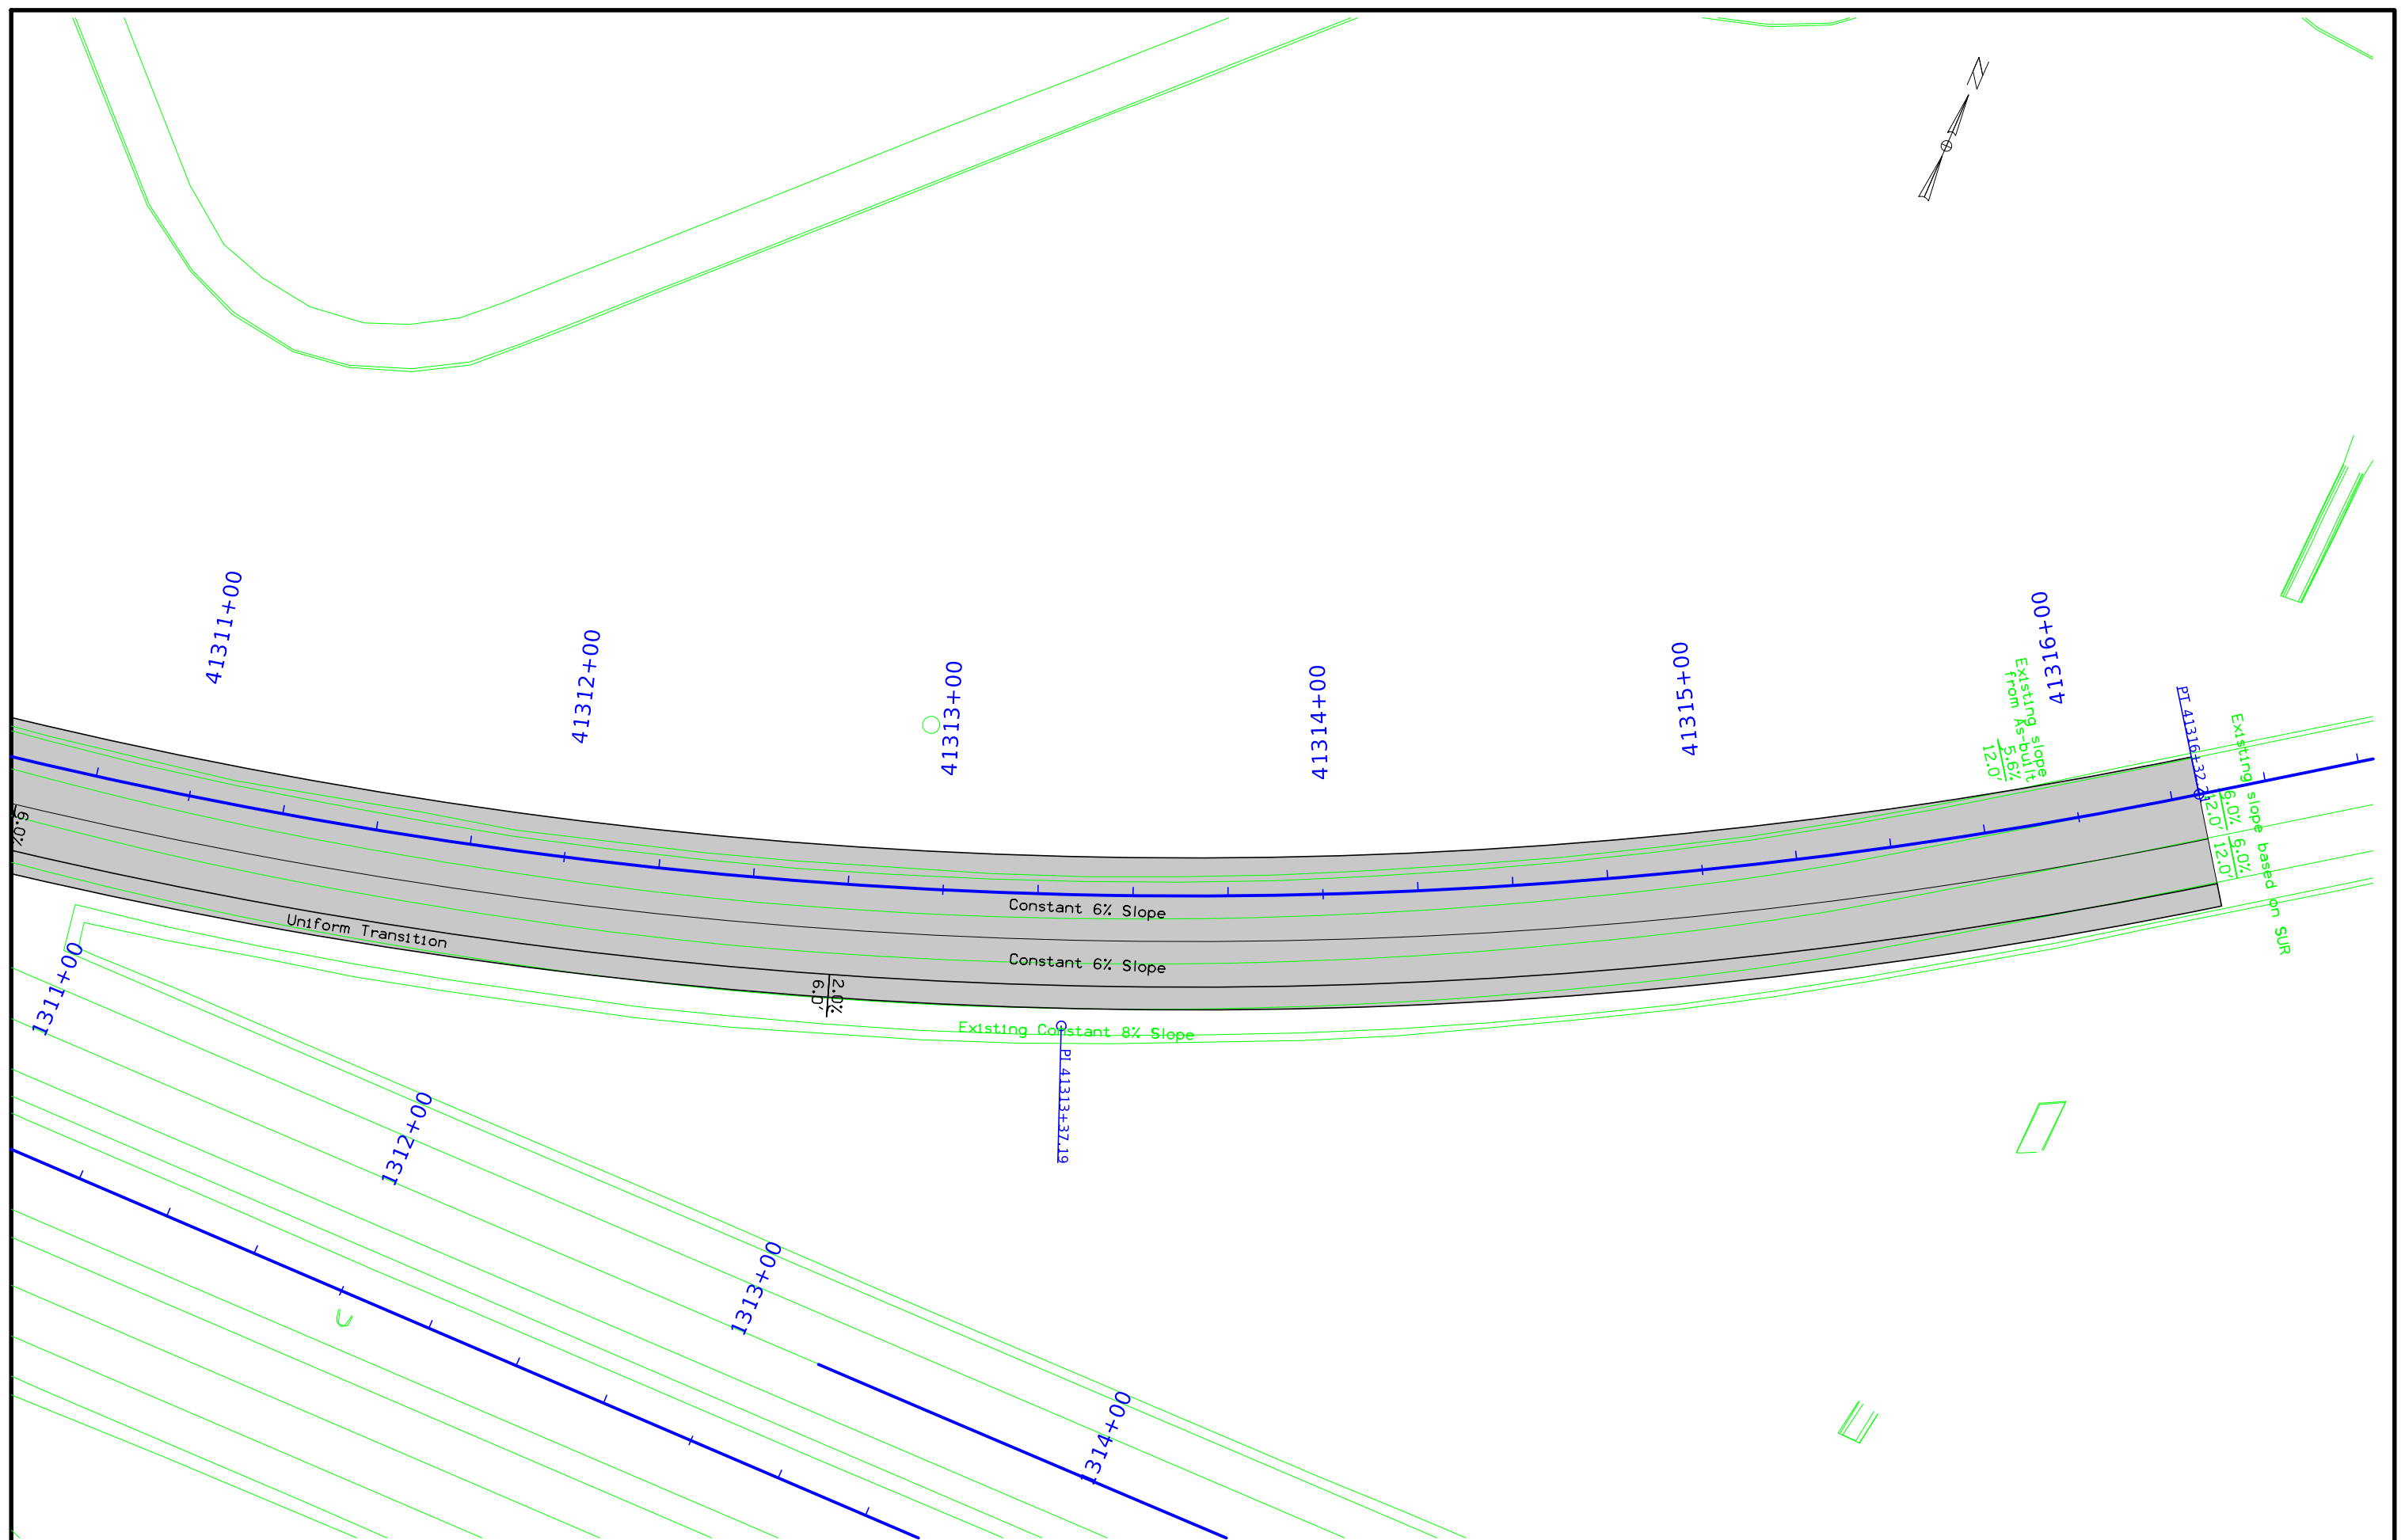 N
41311+00
41312+00
41313+00
41314+00
41315+00
41316+00
Existing slope
from As-built
5.6%
12.0'
PT 41316+32.21
6.0%
12.0'
6.0%
12.0'
Existing slope based on SUR
6.0%
Constant 6% Slope
Uniform Transition
Constant 6% Slope
2.0%
6.0'
Existing Constant 8% Slope
PI 41313+37.19
1311+00
1312+00
1313+00
1314+00